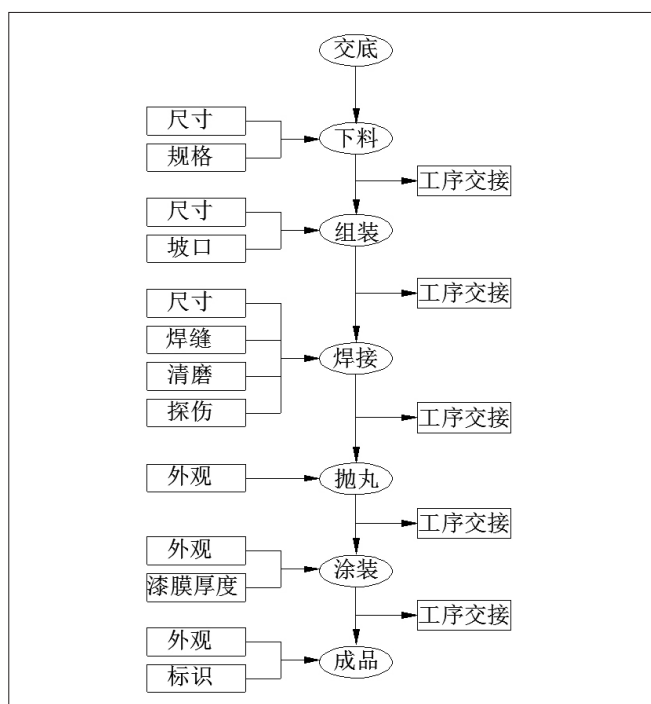 交底
尺寸
下料
规格
工序交接
尺寸
组装
坡口
工序交接
尺寸
焊缝
焊接
清磨
探伤
工序交接
外观
抛丸
工序交接
外观
涂装
漆膜厚度
工序交接
外观
成品
标识